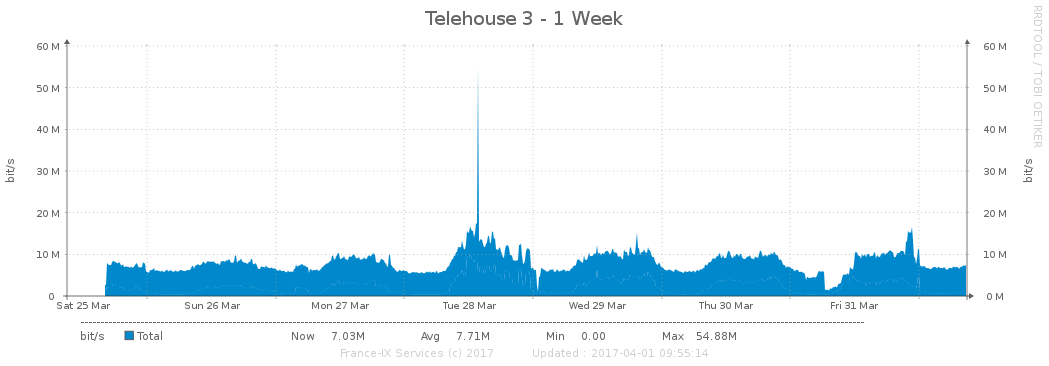 Telehouse 3 - 1 Week
RRDTOOL / TOBI OETIKER
60 M 60 M
50 M 50 M
40 M 40 M
30 M 30 M
20 M 20 M
10 M 10 M
0 0 M
bit/s bit/s
Sat 25 Mar Sun 26 Mar Mon 27 Mar Tue 28 Mar Wed 29 Mar Thu 30 Mar Fri 31 Mar
bit/s Total Now 7.03M Avg 7.71M Min 0.00 Max 54.88M
France-IX Services (c) 2017 Updated : 2017-04-01 09:55:14